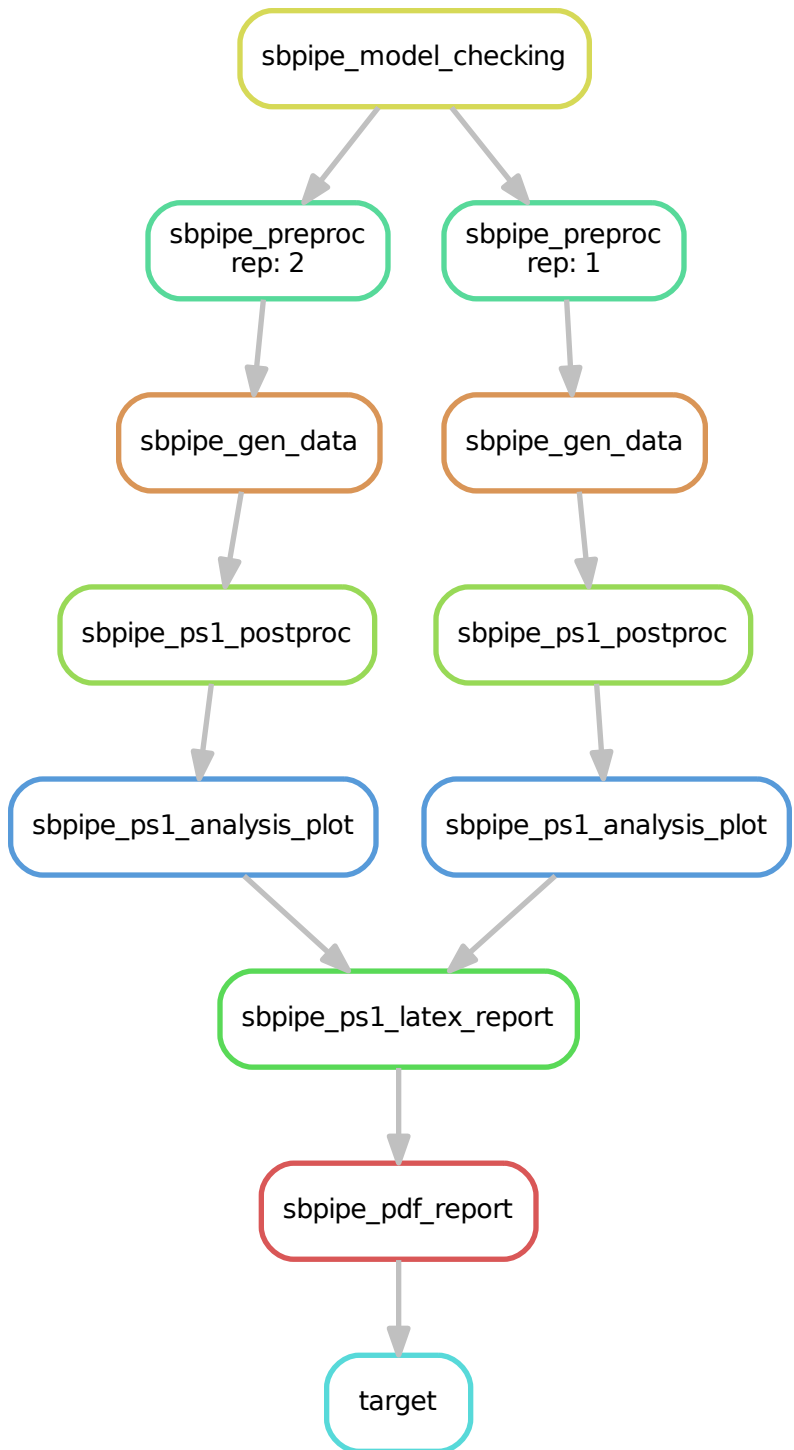 sbpipe_model_checking
sbpipe_preproc
rep: 2
sbpipe_preproc
rep: 1
sbpipe_gen_data
sbpipe_gen_data
sbpipe_ps1_postproc
sbpipe_ps1_postproc
sbpipe_ps1_analysis_plot
sbpipe_ps1_analysis_plot
sbpipe_ps1_latex_report
sbpipe_pdf_report
target